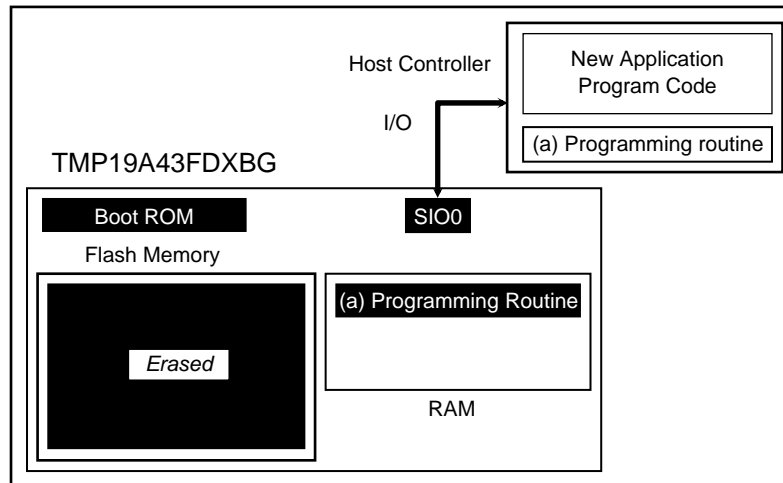 Host Controller
New Application
Program Code
I/O
(a) Programming routine
TMP19A43FDXBG
Boot ROM
SIO0
Flash Memory
(a) Programming Routine
Erased
RAM